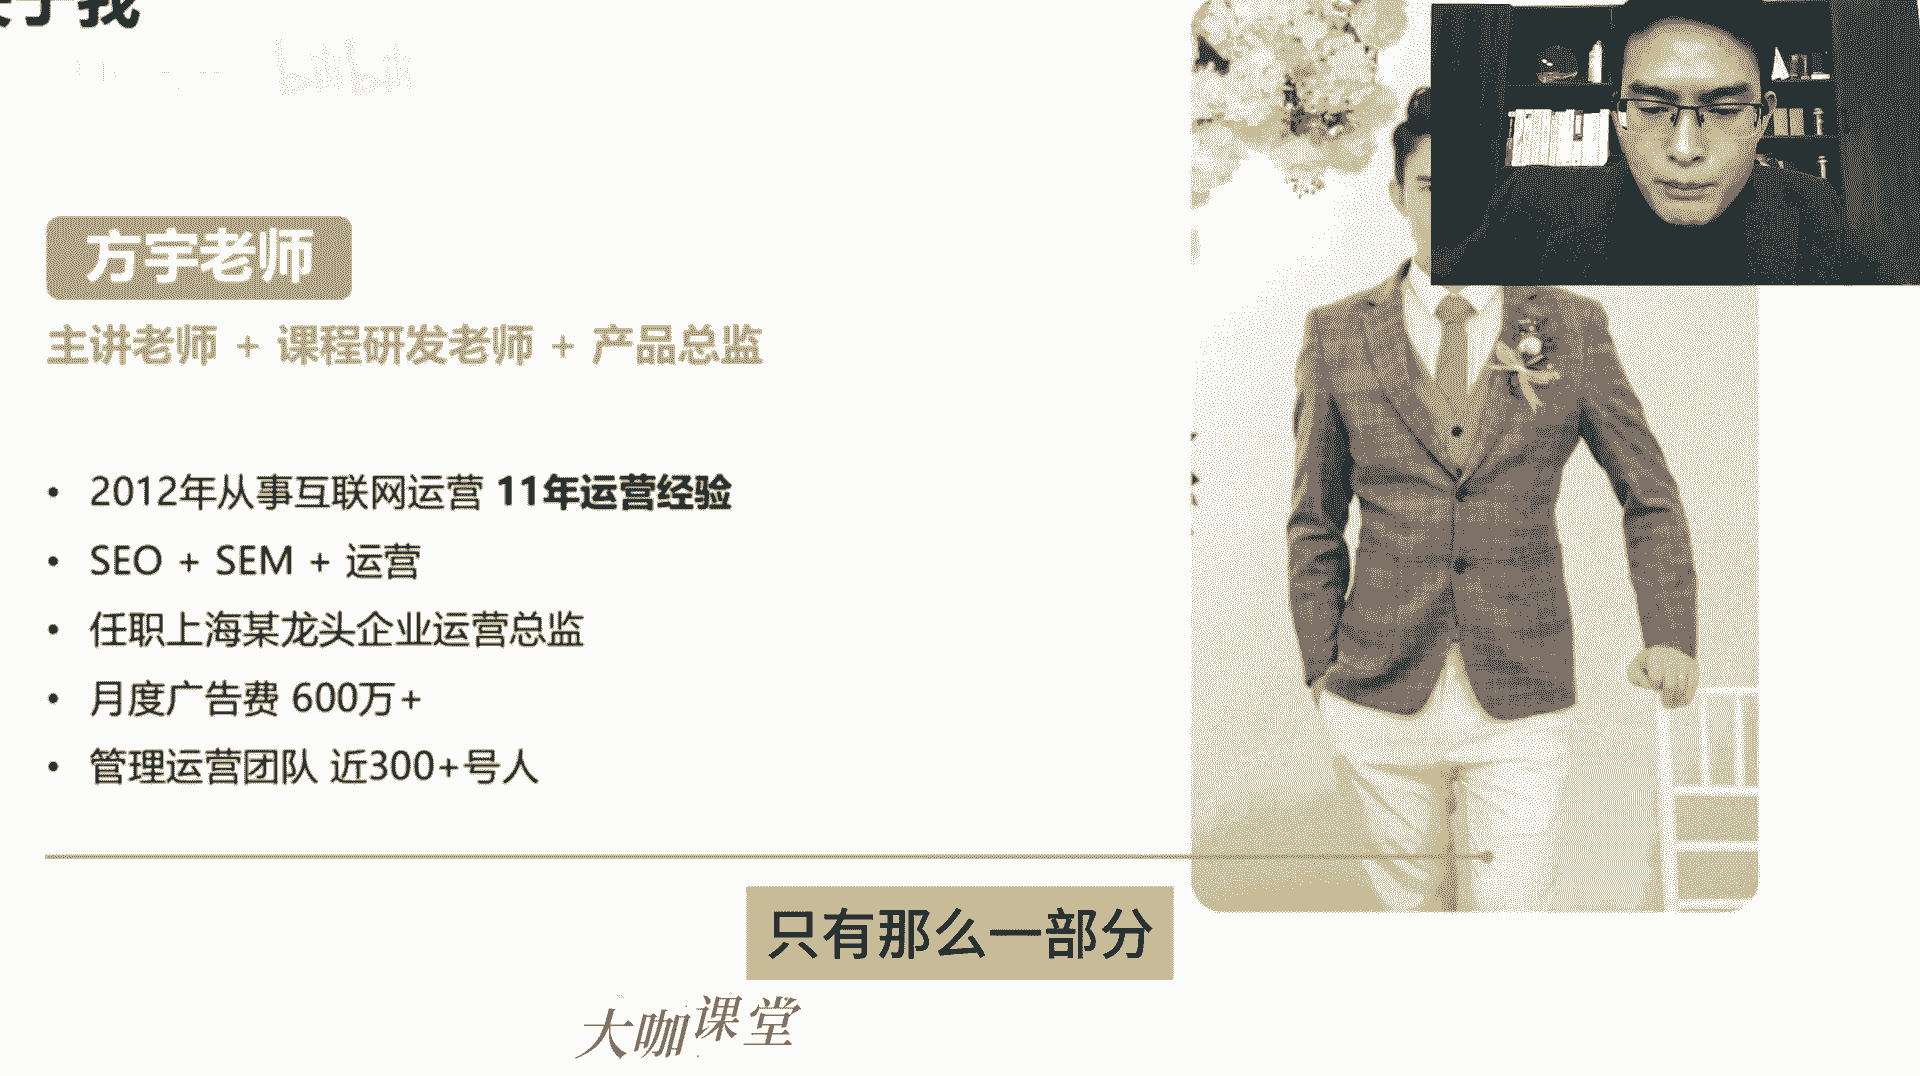 关于我
bilibili
方宇老师
主讲老师 + 课程研发老师 + 产品总监
• 2012年从事互联网运营 11年运营经验
• SEO + SEM + 运营
• 任职上海某龙头企业运营总监
• 月度广告费 600万+
• 管理运营团队 近300+号人
只有那么一部分
大咖课堂